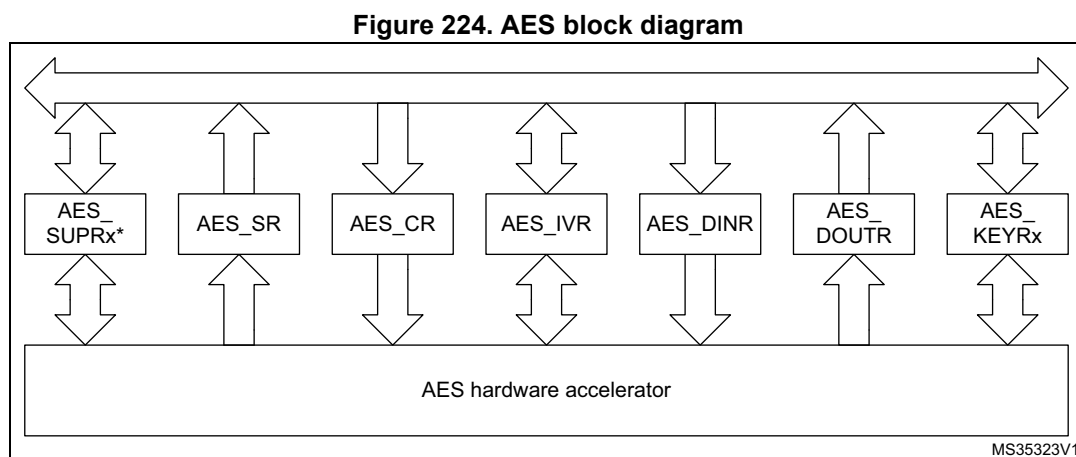 Figure 224. AES block diagram
AES_
SUPRx*
AES_SR
AES_CR
AES_IVR
AES_DINR
AES_
DOUTR
AES_
KEYRx
AES hardware accelerator
MS35323V1